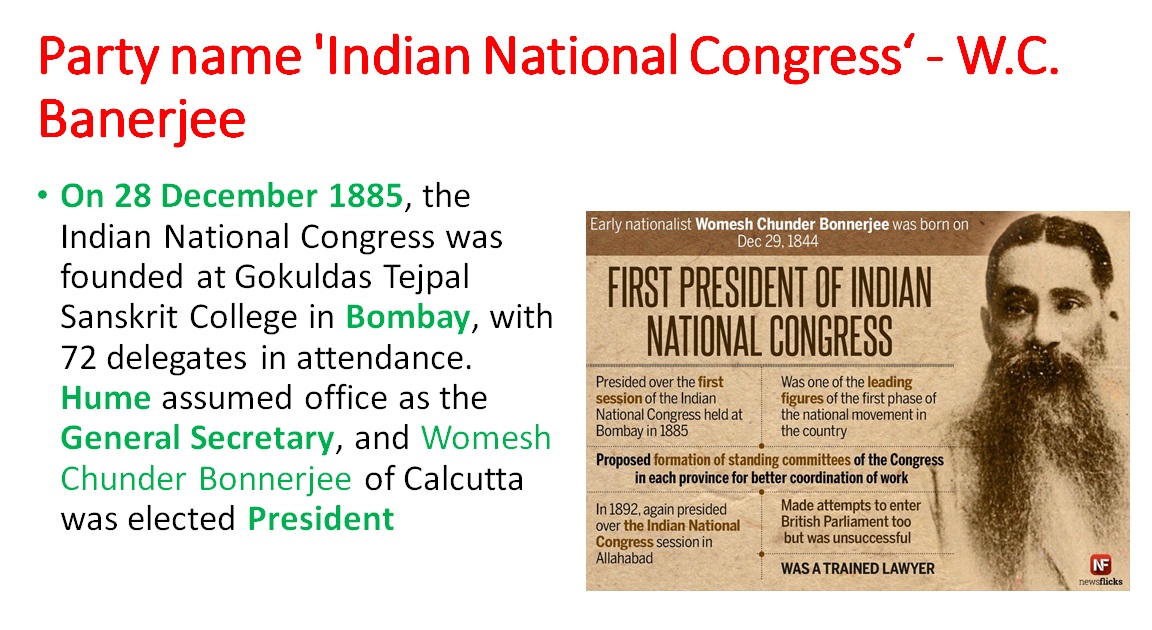 Party name 'Indian National Congress‘ - W.C.
Banerjee
• On 28 December 1885, the
Indian National Congress was
founded at Gokuldas Tejpal
Sanskrit College in Bombay, with
72 delegates in attendance.
Hume assumed office as the
General Secretary, and Womesh
Chunder Bonnerjee of Calcutta
was elected President
Early nationalist Womesh Chunder Bonnerjee was born on
Dec 29, 1844
FIRST PRESIDENT OF INDIAN
NATIONAL CONGRESS
Presided over the first
session of the Indian
National Congress held at
Bombay in 1885
Was one of the leading
figures of the first phase of
the national movement in
the country
Proposed formation of standing committees of the Congress
in each province for better coordination of work
In 1892, again presided
over the Indian National
Congress session in
Allahabad
Made attempts to enter
British Parliament too
but was unsuccessful
WAS A TRAINED LAWYER
NF
newsflicks